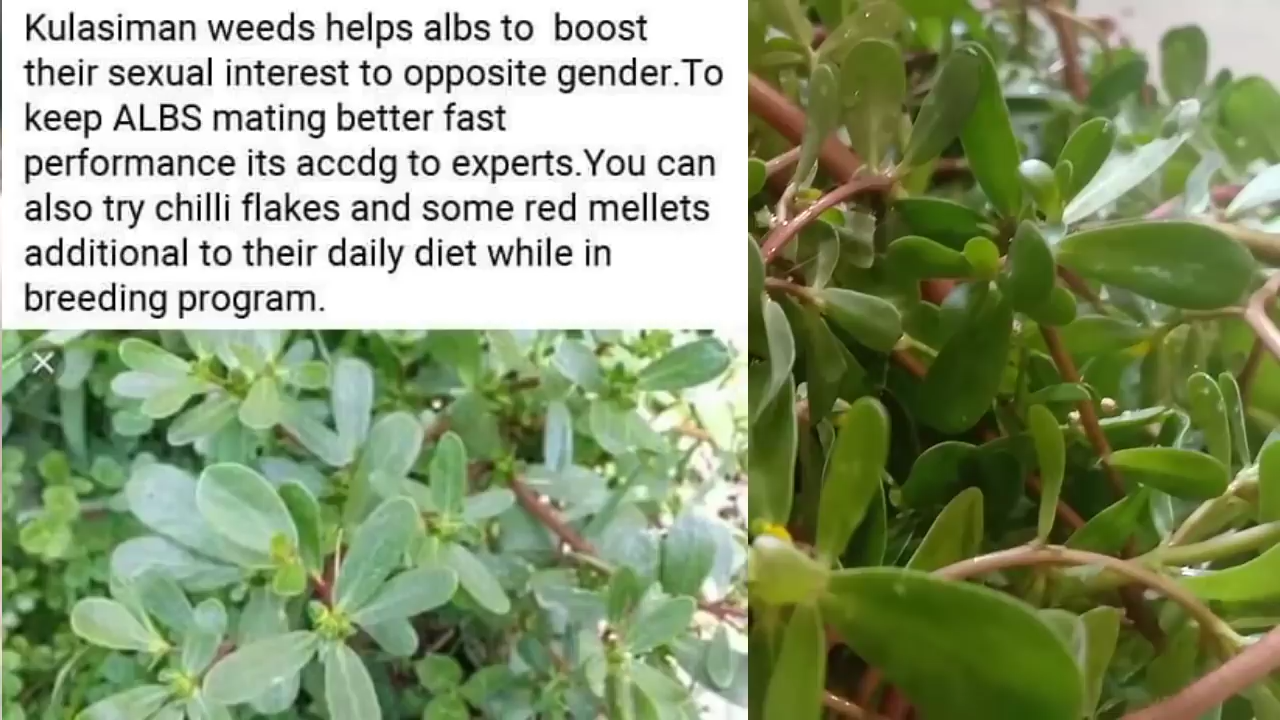 Kulasiman weeds helps albs to  boost
their sexual interest to opposite gender.To
keep ALBS mating better fast
performance its accdg to experts.You can
also try chilli flakes and some red mellets
additional to their daily diet while in
breeding program.